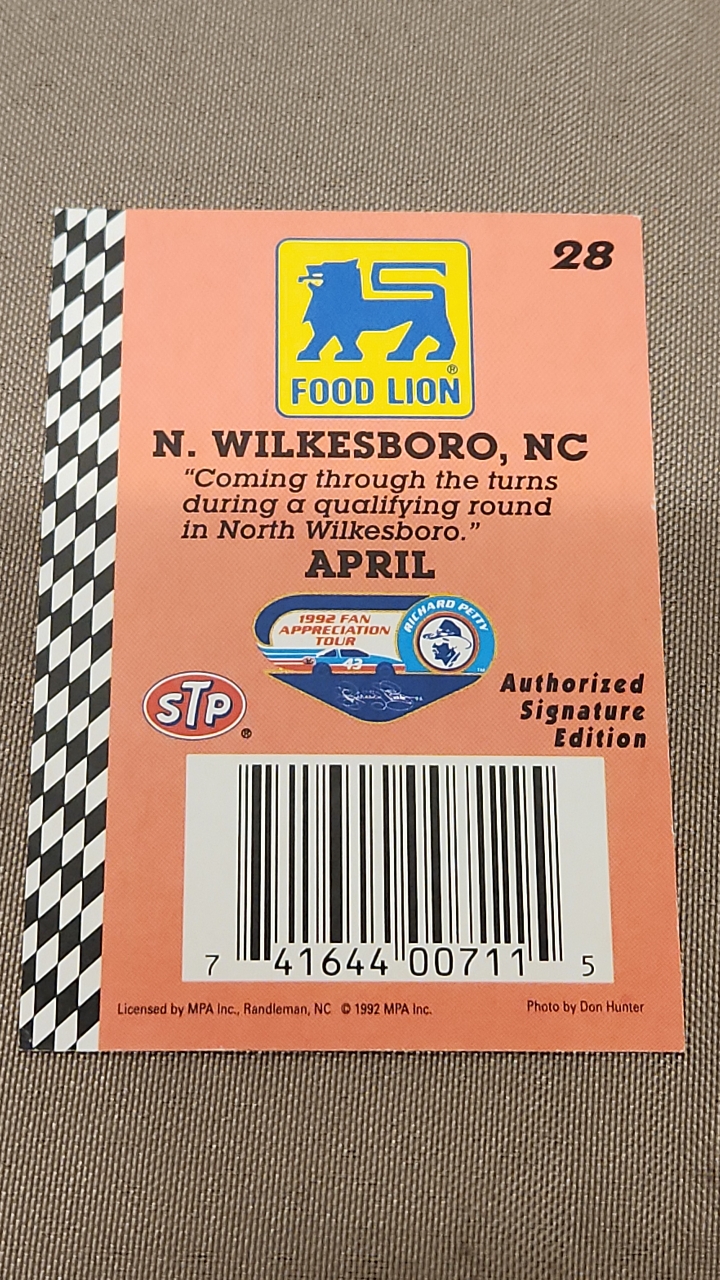 28
FOOD LION®
N. WILKESBORO, NC
"Coming through the turns
during a qualifying round
in North Wilkesboro."
APRIL
1992 FAN
APPRECIATION
TOUR
RICHARD PETTY
43
TM
STP®
Authorized
Signature
Edition
7 41644 00711 5
Licensed by MPA Inc., Randleman, NC © 1992 MPA Inc.
Photo by Don Hunter